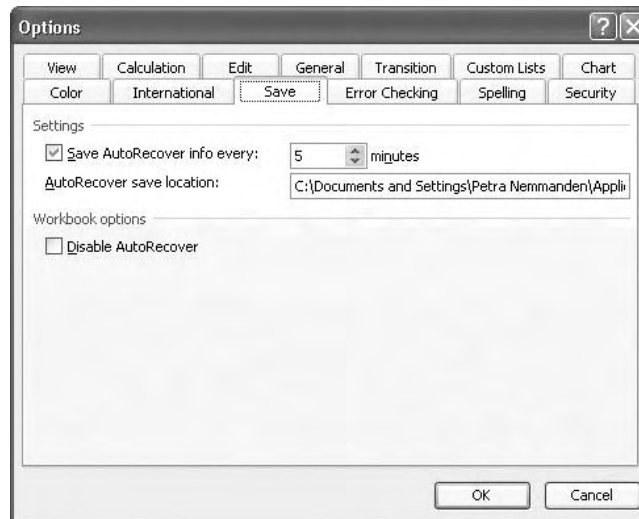 Options
View Calculation Edit General Transition Custom Lists Chart
Color International Save Error Checking Spelling Security
Settings
Save AutoRecover info every: 5 minutes
AutoRecover save location: C:\Documents and Settings\Petra Nemmanden\Appli
Workbook options
Disable AutoRecover
OK Cancel